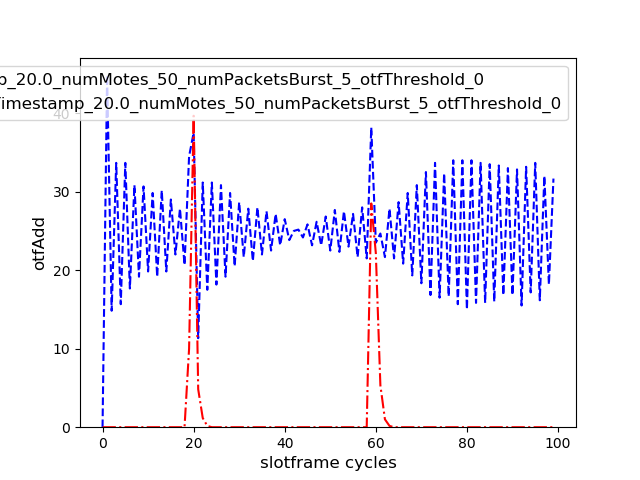 p_20.0_numMotes_50_numPacketsBurst_5_otfThreshold_0
imestamp_20.0_numMotes_50_numPacketsBurst_5_otfThreshold_0
40
30
20
10
0
otfAdd
0 20 40 60 80 100
slotframe cycles